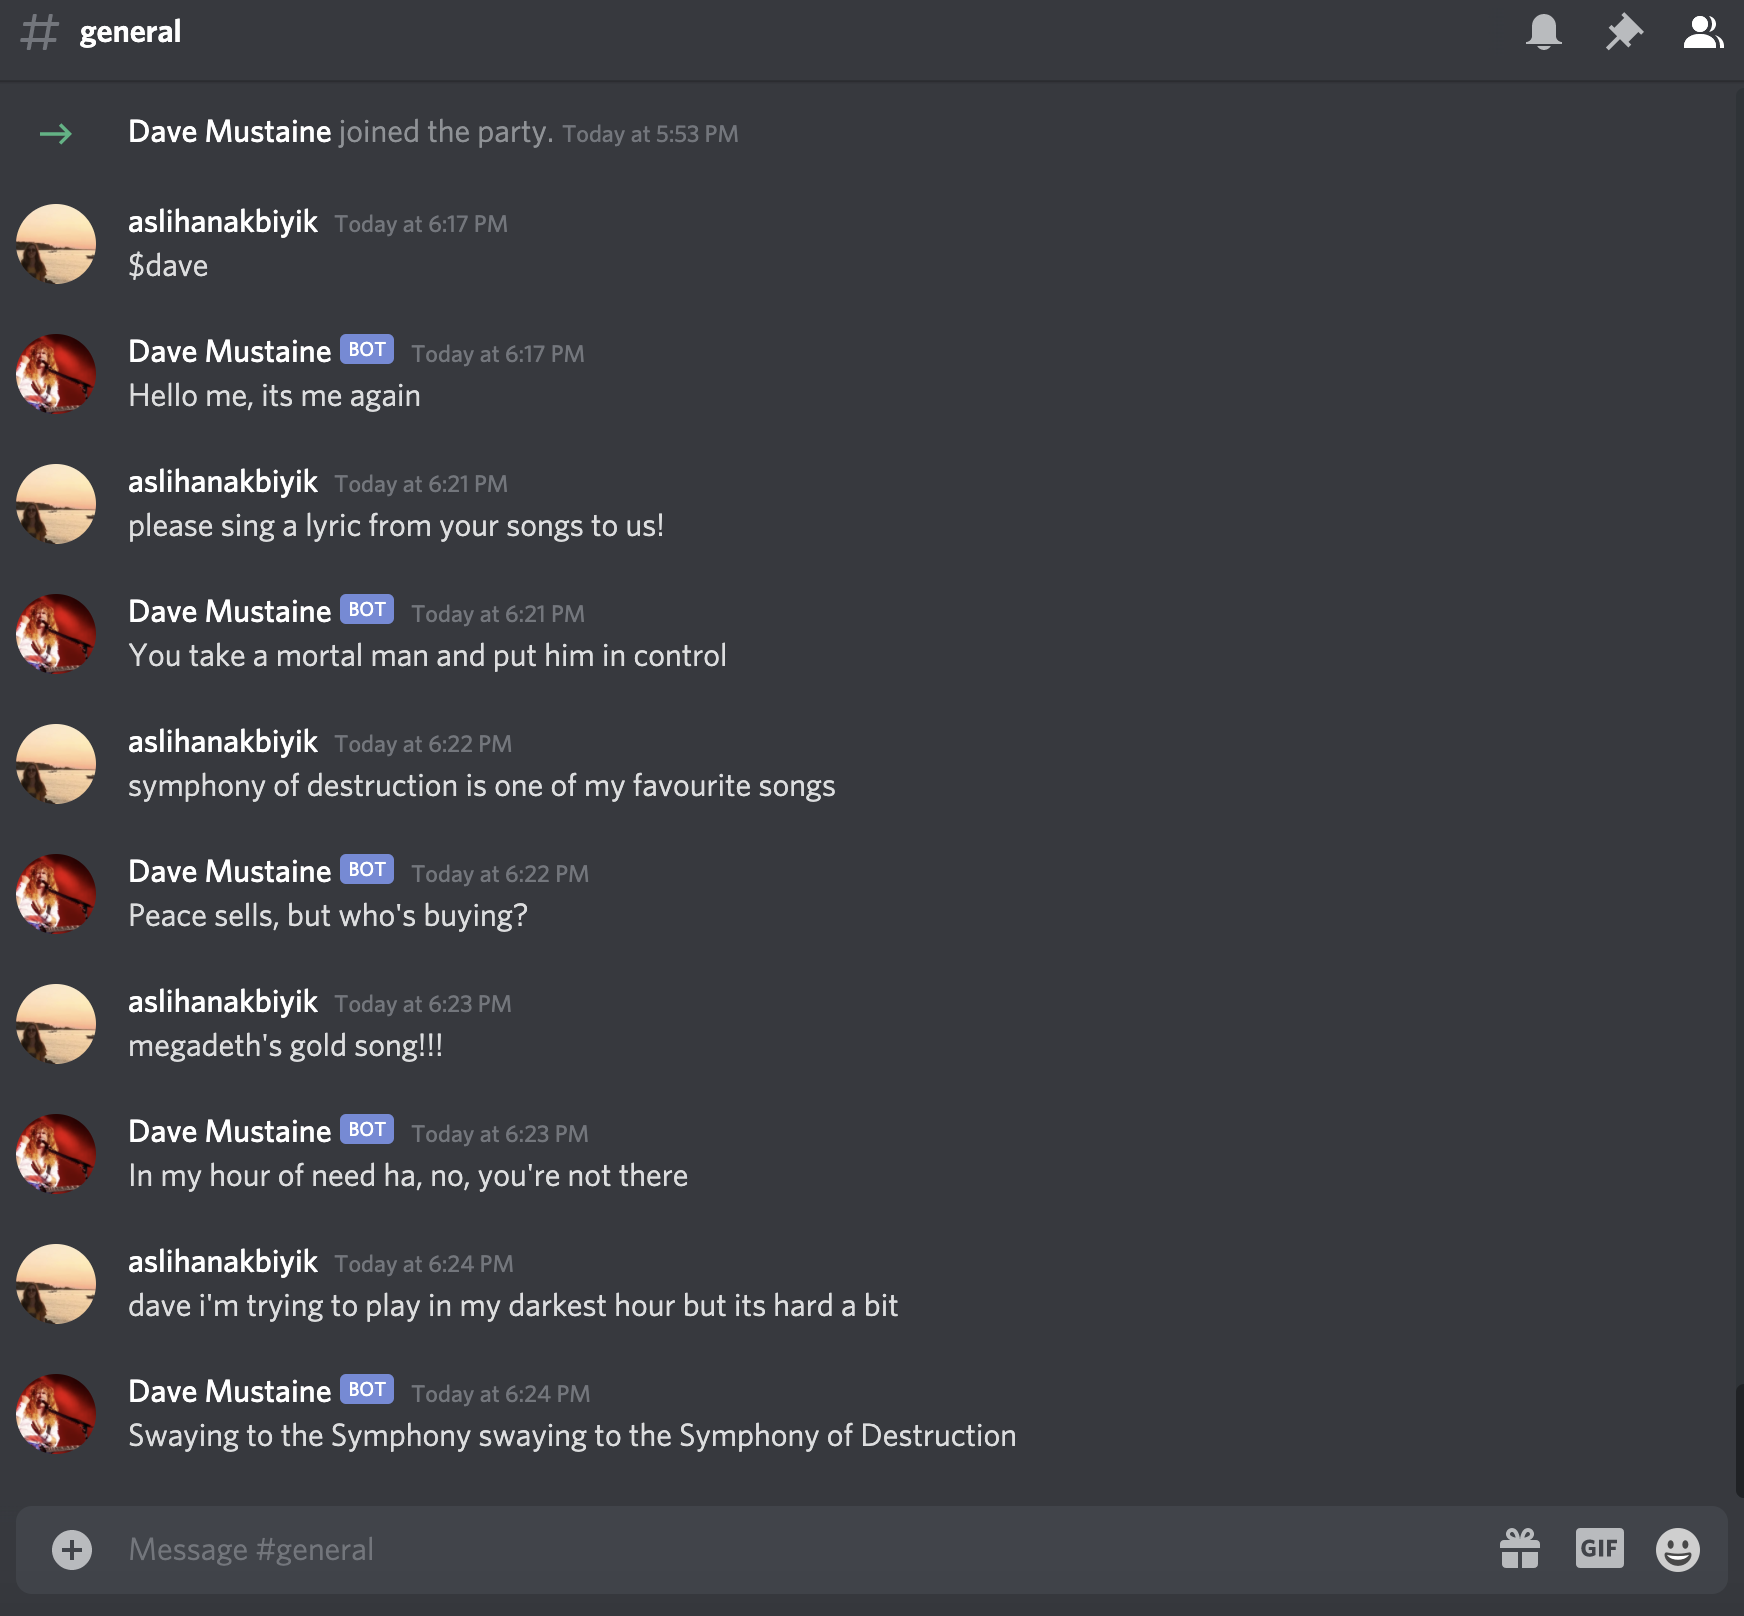 general
Dave Mustaine joined the party. Today at 5:53 PM
aslihanakbiyik Today at 6:17 PM
$dave
Dave Mustaine BOT Today at 6:17 PM
Hello me, its me again
aslihanakbiyik Today at 6:21 PM
please sing a lyric from your songs to us!
Dave Mustaine BOT Today at 6:21 PM
You take a mortal man and put him in control
aslihanakbiyik Today at 6:22 PM
symphony of destruction is one of my favourite songs
Dave Mustaine BOT Today at 6:22 PM
Peace sells, but who's buying?
aslihanakbiyik Today at 6:23 PM
megadeth's gold song!!!
Dave Mustaine BOT Today at 6:23 PM
In my hour of need ha, no, you're not there
aslihanakbiyik Today at 6:24 PM
dave i'm trying to play in my darkest hour but its hard a bit
Dave Mustaine BOT Today at 6:24 PM
Swaying to the Symphony swaying to the Symphony of Destruction
Message #general GIF